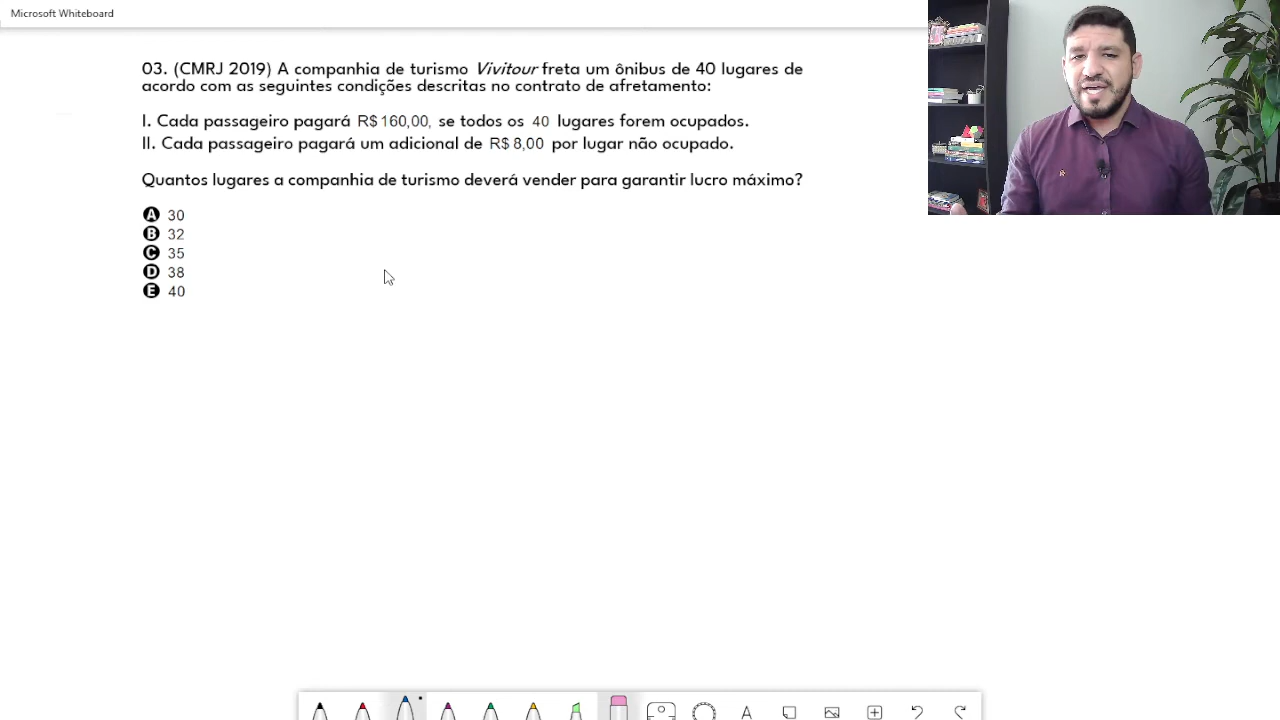 Microsoft Whiteboard
03. (CMRJ 2019) A companhia de turismo Vivitour freta um ônibus de 40 lugares de
acordo com as seguintes condições descritas no contrato de afretamento:
I. Cada passageiro pagará R$ 160,00, se todos os 40 lugares forem ocupados.
II. Cada passageiro pagará um adicional de R$ 8,00 por lugar não ocupado.
Quantos lugares a companhia de turismo deverá vender para garantir lucro máximo?
A 30
B 32
C 35
D 38
E 40